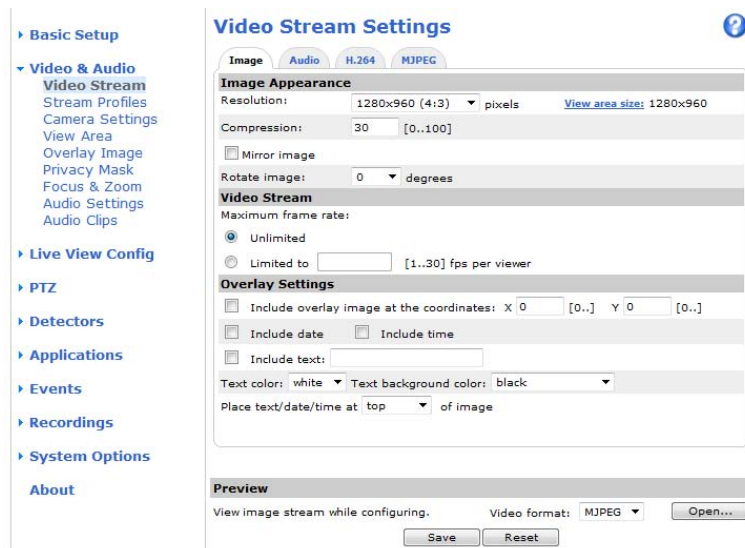 Basic Setup
Video & Audio
Video Stream
Stream Profiles
Camera Settings
View Area
Overlay Image
Privacy Mask
Focus & Zoom
Audio Settings
Audio Clips
Live View Config
PTZ
Detectors
Applications
Events
Recordings
System Options
About
Video Stream Settings
?
Image Audio H.264 MJPEG
Image Appearance
Resolution: 1280x960 (4:3) pixels View area size: 1280x960
Compression: 30 [0..100]
Mirror image
Rotate image: 0 degrees
Video Stream
Maximum frame rate:
Unlimited
Limited to [1..30] fps per viewer
Overlay Settings
Include overlay image at the coordinates: X 0 [0..] Y 0 [0..]
Include date Include time
Include text:
Text color: white Text background color: black
Place text/date/time at top of image
Preview
View image stream while configuring. Video format: MJPEG Open...
Save Reset